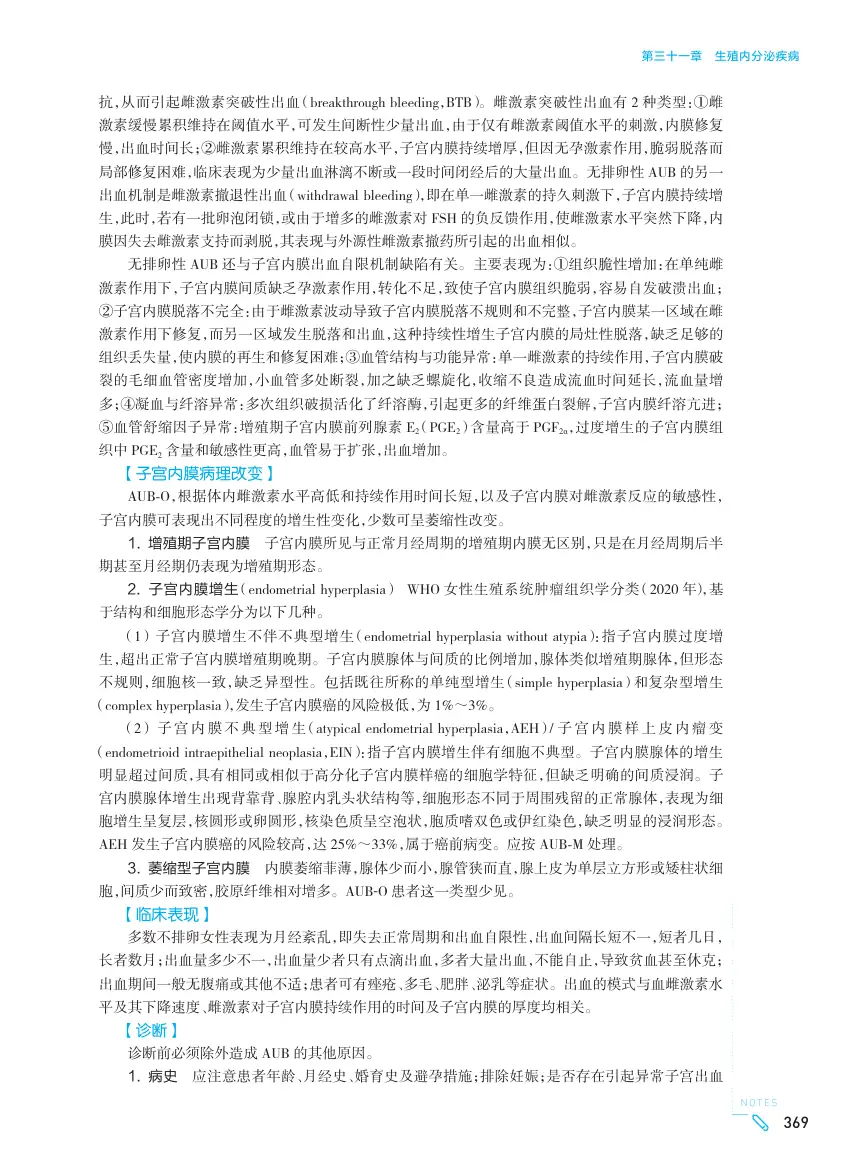 第三十一章 生殖内分泌疾病
抗,从而引起雌激素突破性出血(breakthrough bleeding,BTB)。雌激素突破性出血有 2 种类型:①雌
激素缓慢累积维持在阈值水平,可发生间断性少量出血,由于仅有雌激素阈值水平的刺激,内膜修复
慢,出血时间长;②雌激素累积维持在较高水平,子宫内膜持续增厚,但因无孕激素作用,脆弱脱落而
局部修复困难,临床表现为少量出血淋漓不断或一段时间闭经后的大量出血。无排卵性 AUB 的另一
出血机制是雌激素撤退性出血(withdrawal bleeding),即在单一雌激素的持久刺激下,子宫内膜持续增
生,此时,若有一批卵泡闭锁,或由于增多的雌激素对 FSH 的负反馈作用,使雌激素水平突然下降,内
膜因失去雌激素支持而剥脱,其表现与外源性雌激素撤药所引起的出血相似。
无排卵性 AUB 还与子宫内膜出血自限机制缺陷有关。主要表现为:①组织脆性增加:在单纯雌
激素作用下,子宫内膜间质缺乏孕激素作用,转化不足,致使子宫内膜组织脆弱,容易自发破溃出血;
②子宫内膜脱落不完全:由于雌激素波动导致子宫内膜脱落不规则和不完整,子宫内膜某一区域在雌
激素作用下修复,而另一区域发生脱落和出血,这种持续性增生子宫内膜的局灶性脱落,缺乏足够的
组织丢失量,使内膜的再生和修复困难;③血管结构与功能异常:单一雌激素的持续作用,子宫内膜破
裂的毛细血管密度增加,小血管多处断裂,加之缺乏螺旋化,收缩不良造成流血时间延长,流血量增
多;④凝血与纤溶异常:多次组织破损活化了纤溶酶,引起更多的纤维蛋白裂解,子宫内膜纤溶亢进;
⑤血管舒缩因子异常:增殖期子宫内膜前列腺素 E₂(PGE₂)含量高于 PGF₂α,过度增生的子宫内膜组
织中 PGE₂ 含量和敏感性更高,血管易于扩张,出血增加。
【子宫内膜病理改变】
AUB-O,根据体内雌激素水平高低和持续作用时间长短,以及子宫内膜对雌激素反应的敏感性,
子宫内膜可表现出不同程度的增生性变化,少数可呈萎缩性改变。
1. 增殖期子宫内膜 子宫内膜所见与正常月经周期的增殖期内膜无区别,只是在月经周期后半
期甚至月经期仍表现为增殖期形态。
2. 子宫内膜增生(endometrial hyperplasia) WHO 女性生殖系统肿瘤组织学分类(2020 年),基
于结构和细胞形态学分为以下几种。
(1)子宫内膜增生不伴不典型增生(endometrial hyperplasia without atypia):指子宫内膜过度增
生,超出正常子宫内膜增殖期晚期。子宫内膜腺体与间质的比例增加,腺体类似增殖期腺体,但形态
不规则,细胞核一致,缺乏异型性。包括既往所称的单纯型增生(simple hyperplasia)和复杂型增生
(complex hyperplasia),发生子宫内膜癌的风险极低,为 1%~3%。
(2)子宫内膜不典型增生(atypical endometrial hyperplasia,AEH)/子宫内膜样上皮内瘤变
(endometrioid intraepithelial neoplasia,EIN):指子宫内膜增生伴有细胞不典型。子宫内膜腺体的增生
明显超过间质,具有相同或相似于高分化子宫内膜样癌的细胞学特征,但缺乏明确的间质浸润。子
宫内膜腺体增生出现背靠背、腺腔内乳头状结构等,细胞形态不同于周围残留的正常腺体,表现为细
胞增生呈复层,核圆形或卵圆形,核染色质呈空泡状,胞质嗜双色或伊红染色,缺乏明显的浸润形态。
AEH 发生子宫内膜癌的风险较高,达 25%~33%,属于癌前病变。应按 AUB-M 处理。
3. 萎缩型子宫内膜 内膜萎缩菲薄,腺体少而小,腺管狭而直,腺上皮为单层立方形或矮柱状细
胞,间质少而致密,胶原纤维相对增多。AUB-O 患者这一类型少见。
【临床表现】
多数不排卵女性表现为月经紊乱,即失去正常周期和出血自限性,出血间隔长短不一,短者几日,
长者数月;出血量多少不一,出血量少者只有点滴出血,多者大量出血,不能自止,导致贫血甚至休克;
出血期间一般无腹痛或其他不适;患者可有痤疮、多毛、肥胖、泌乳等症状。出血的模式与血雌激素水
平及其下降速度、雌激素对子宫内膜持续作用的时间及子宫内膜的厚度均相关。
【诊断】
诊断前必须除外造成 AUB 的其他原因。
1. 病史 应注意患者年龄、月经史、婚育史及避孕措施;排除妊娠;是否存在引起异常子宫出血
NOTES
369